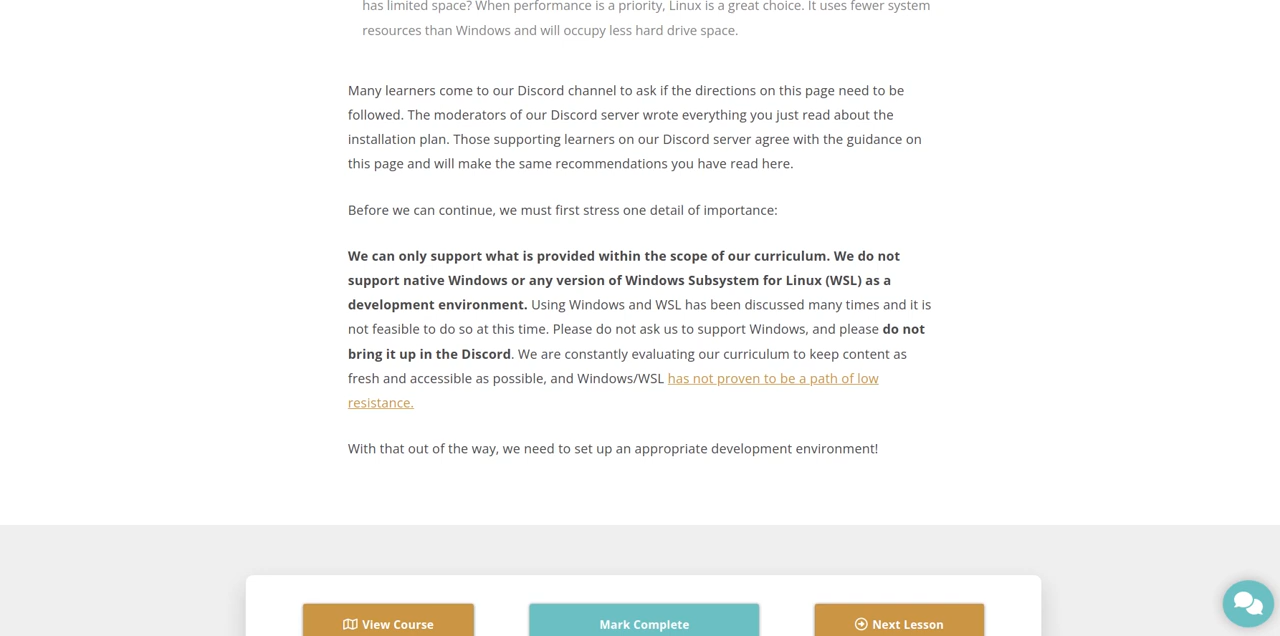 has limited space? When performance is a priority, Linux is a great choice. It uses fewer system
resources than Windows and will occupy less hard drive space.
Many learners come to our Discord channel to ask if the directions on this page need to be
followed. The moderators of our Discord server wrote everything you just read about the
installation plan. Those supporting learners on our Discord server agree with the guidance on
this page and will make the same recommendations you have read here.
Before we can continue, we must first stress one detail of importance:
We can only support what is provided within the scope of our curriculum. We do not
support native Windows or any version of Windows Subsystem for Linux (WSL) as a
development environment. Using Windows and WSL has been discussed many times and it is
not feasible to do so at this time. Please do not ask us to support Windows, and please do not
bring it up in the Discord. We are constantly evaluating our curriculum to keep content as
fresh and accessible as possible, and Windows/WSL has not proven to be a path of low
resistance.
With that out of the way, we need to set up an appropriate development environment!
View Course
Mark Complete
Next Lesson